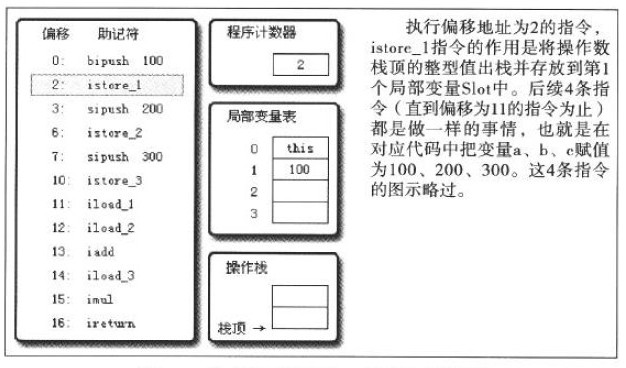 偏移 助记符
0: bipush 100
2: istore_1
3: sipush 200
6: istore_2
7: sipush 300
10: istore_3
11: iload_1
12: iload_2
13: iadd
14: iload_3
15: imul
16: ireturn
程序计数器
2
局部变量表
0 this
1 100
2
3
操作栈
栈顶 →
执行偏移地址为2的指令，
istore_1指令的作用是将操作数
栈顶的整型值出栈并存放到第1
个局部变量Slot中。后续4条指
令（直到偏移为11的指令为止）
都是做一样的事情，也就是在
对应代码中把变量a、b、c赋值
为100、200、300。这4条指令
的图示略过。